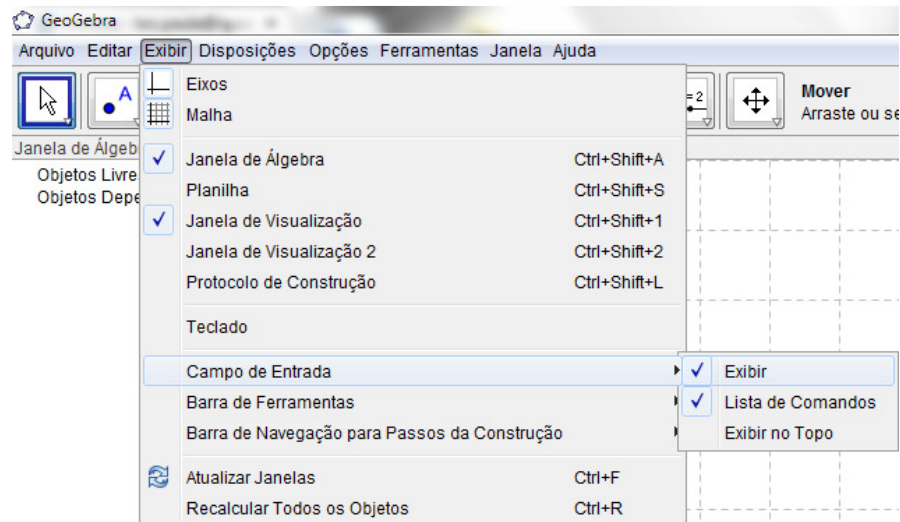 GeoGebra
Arquivo Editar Exibir Disposições Opções Ferramentas Janela Ajuda
A
=2
Mover
Arraste ou se
Janela de Álgeb
Objetos Livre
Objetos Depe
Eixos
Malha
Janela de Álgebra Ctrl+Shift+A
Planilha Ctrl+Shift+S
Janela de Visualização Ctrl+Shift+1
Janela de Visualização 2 Ctrl+Shift+2
Protocolo de Construção Ctrl+Shift+L
Teclado
Campo de Entrada
Barra de Ferramentas
Barra de Navegação para Passos da Construção
Atualizar Janelas Ctrl+F
Recalcular Todos os Objetos Ctrl+R
Exibir
Lista de Comandos
Exibir no Topo